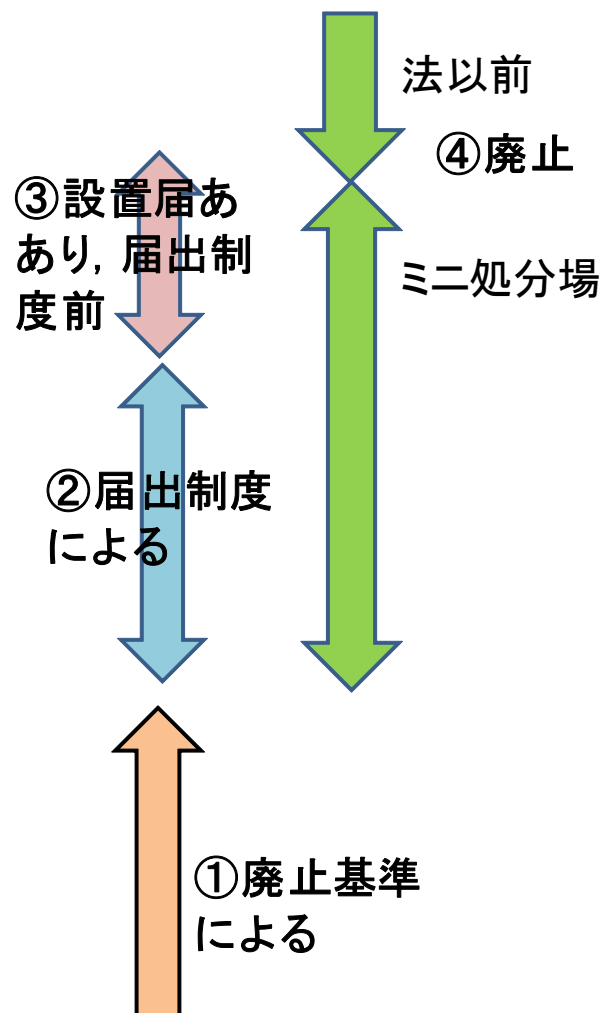 法以前
④廃止
③設置届あ
あり，届出制
度前
ミニ処分場
②届出制度
による
①廃止基準
による